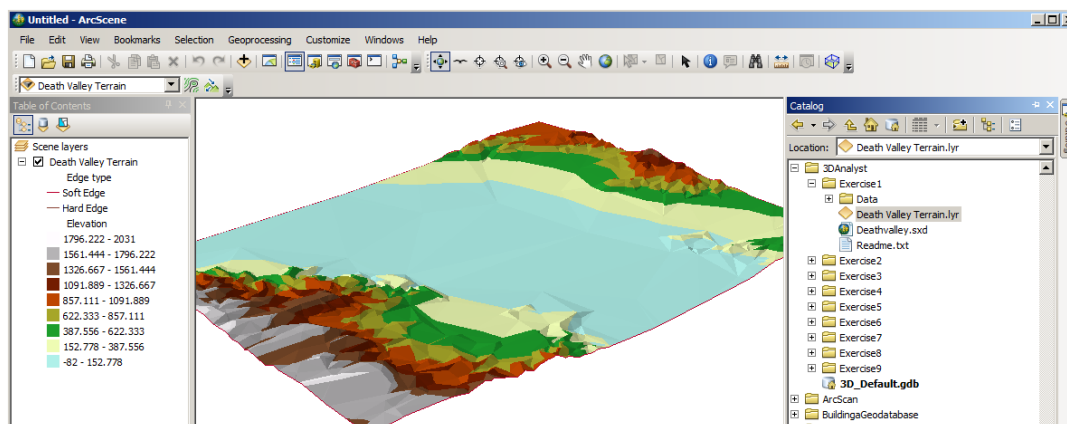 Untitled - ArcScene
File Edit View Bookmarks Selection Geoprocessing Customize Windows Help
Death Valley Terrain
Table of Contents
Scene layers
Death Valley Terrain
Edge type
Soft Edge
Hard Edge
Elevation
1796.222 - 2031
1561.444 - 1796.222
1326.667 - 1561.444
1091.889 - 1326.667
857.111 - 1091.889
622.333 - 857.111
387.556 - 622.333
152.778 - 387.556
-82 - 152.778
Catalog
Location: Death Valley Terrain.lyr
3DAnalyst
Exercise1
Data
Death Valley Terrain.lyr
Deathvalley.sxd
Readme.txt
Exercise2
Exercise3
Exercise4
Exercise5
Exercise6
Exercise7
Exercise8
Exercise9
3D_Default.gdb
ArcScan
BuildingaGeodatabase